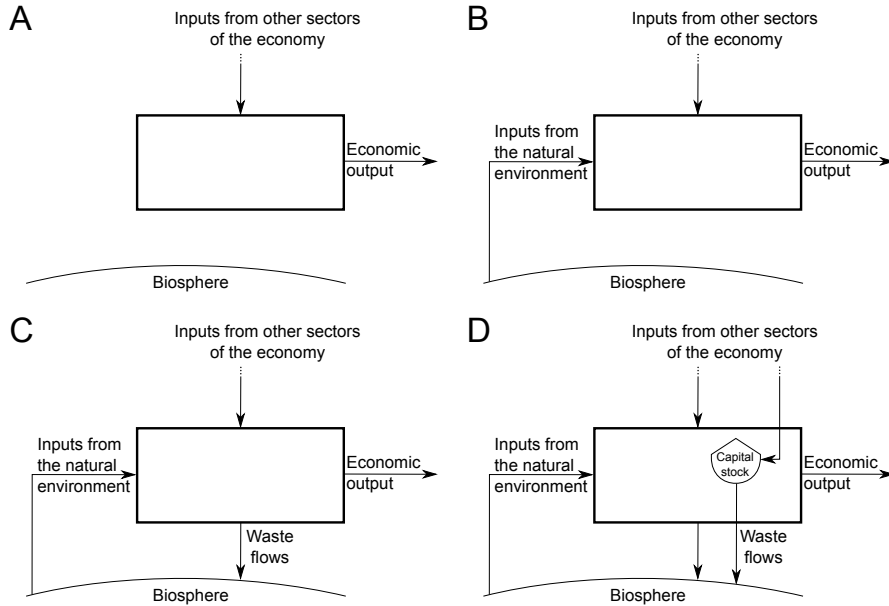 A
Inputs from other sectors
of the economy
Economic
output
Biosphere
B
Inputs from other sectors
of the economy
Inputs from
the natural
environment
Economic
output
Biosphere
C
Inputs from other sectors
of the economy
Inputs from
the natural
environment
Economic
output
Waste
flows
Biosphere
D
Inputs from other sectors
of the economy
Inputs from
the natural
environment
Capital
stock
Economic
output
Waste
flows
Biosphere